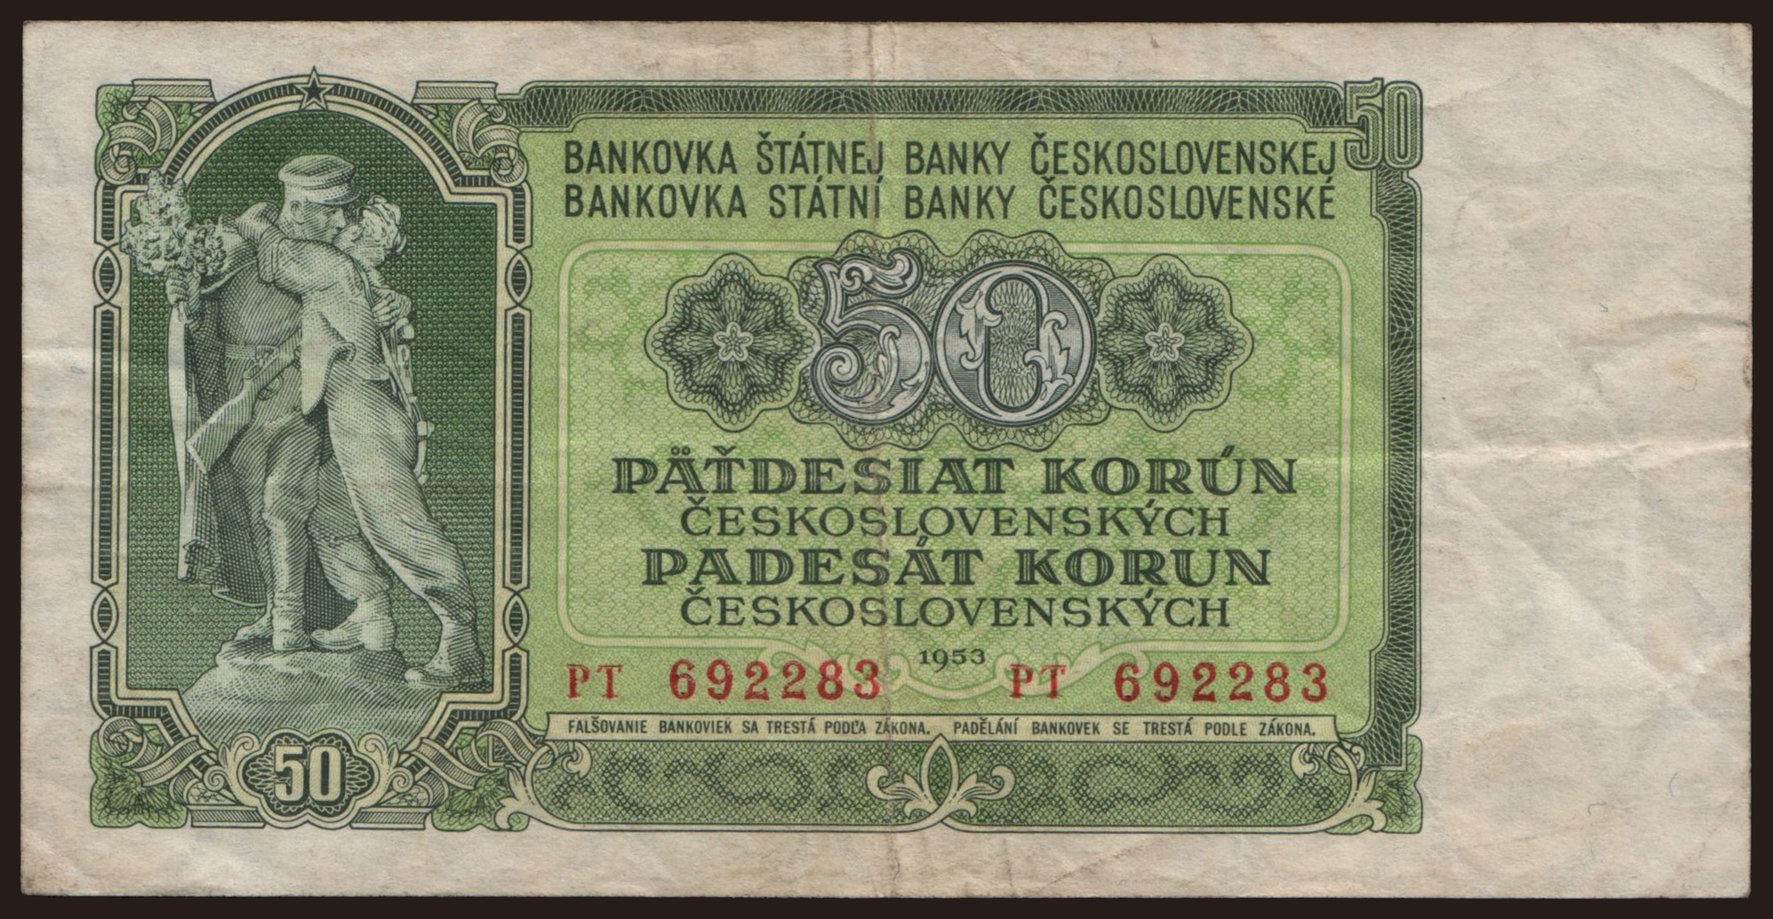 50
BANKOVKA ŠTÁTNEJ BANKY ČESKOSLOVENSKEJ
BANKOVKA STÁTNÍ BANKY ČESKOSLOVENSKÉ
50
PÄŤDESIAT KORÚN
ČESKOSLOVENSKÝCH
PADESÁT KORUN
ČESKOSLOVENSKÝCH
1953
PT 692283 PT 692283
FALŠOVANIE BANKOVIEK SA TRESTÁ PODĽA ZÁKONA. PADĚLÁNÍ BANKOVEK SE TRESTÁ PODLE ZÁKONA.
50